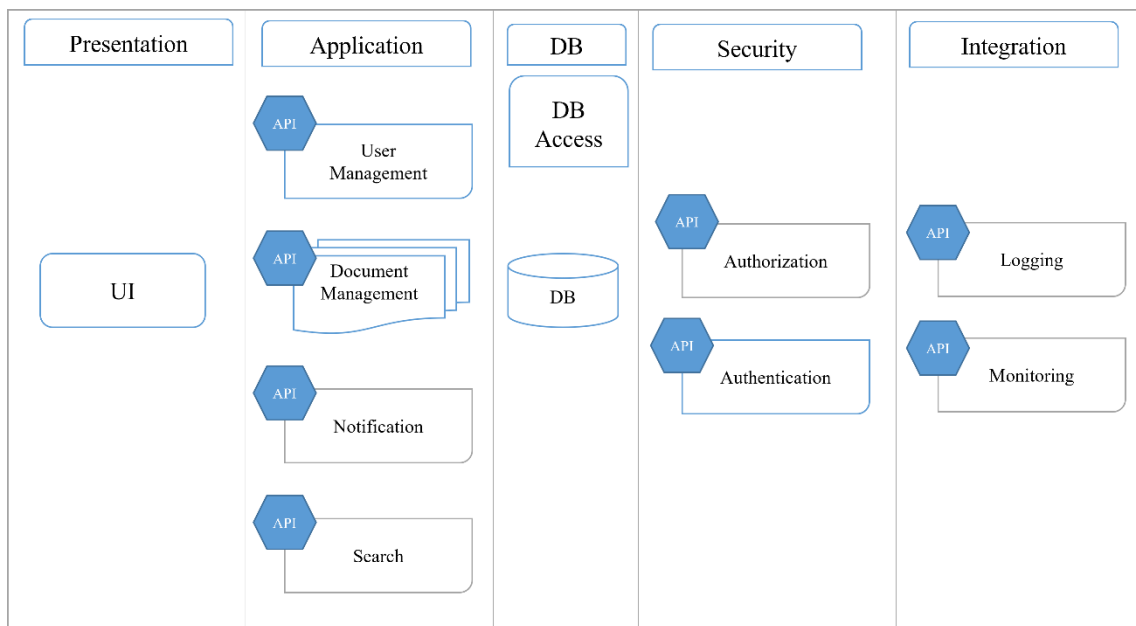 Presentation
Application
DB
Security
Integration
UI
API
User
Management
API
Document
Management
API
Notification
API
Search
DB
Access
DB
API
Authorization
API
Authentication
API
Logging
API
Monitoring